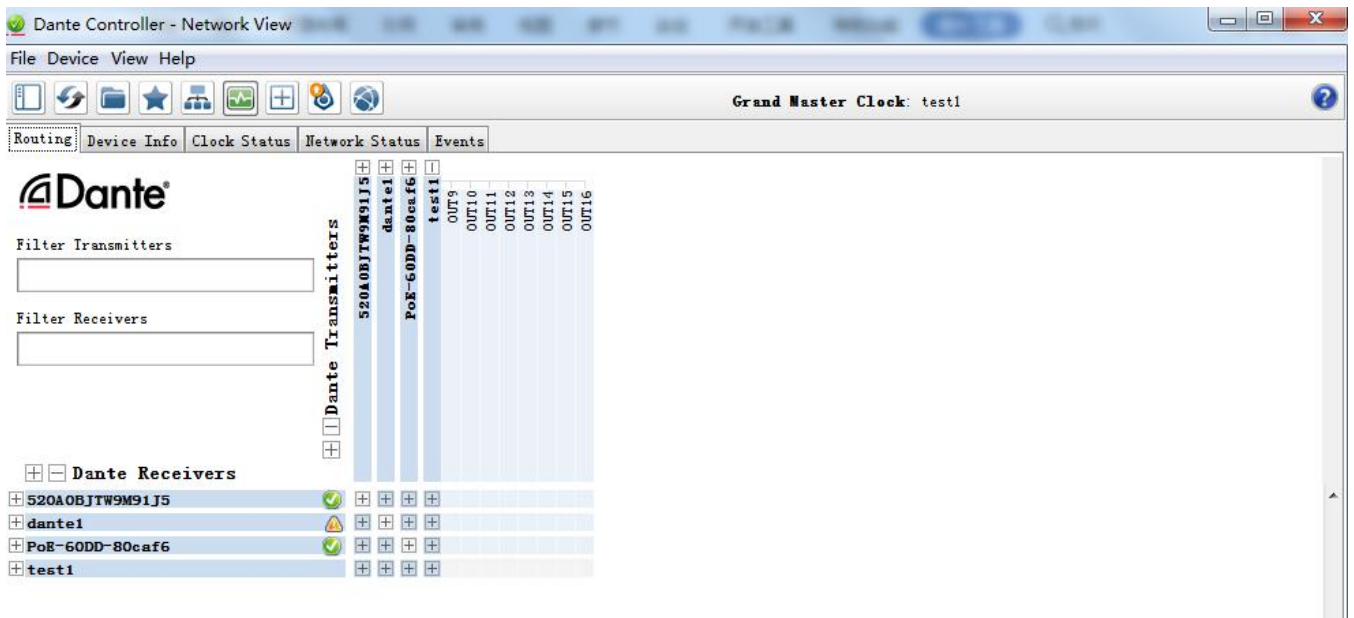 Dante Controller - Network View
File Device View Help
Grand Master Clock: test1
Routing Device Info Clock Status Network Status Events
Dante
Filter Transmitters
Filter Receivers
Dante Transmitters
520AOBJTW9M91J5
dante1
PoE-60DD-80caf6
test1
OUT9
OUT10
OUT11
OUT12
OUT13
OUT14
OUT15
OUT16
Dante Receivers
520AOBJTW9M91J5
dante1
PoE-60DD-80caf6
test1